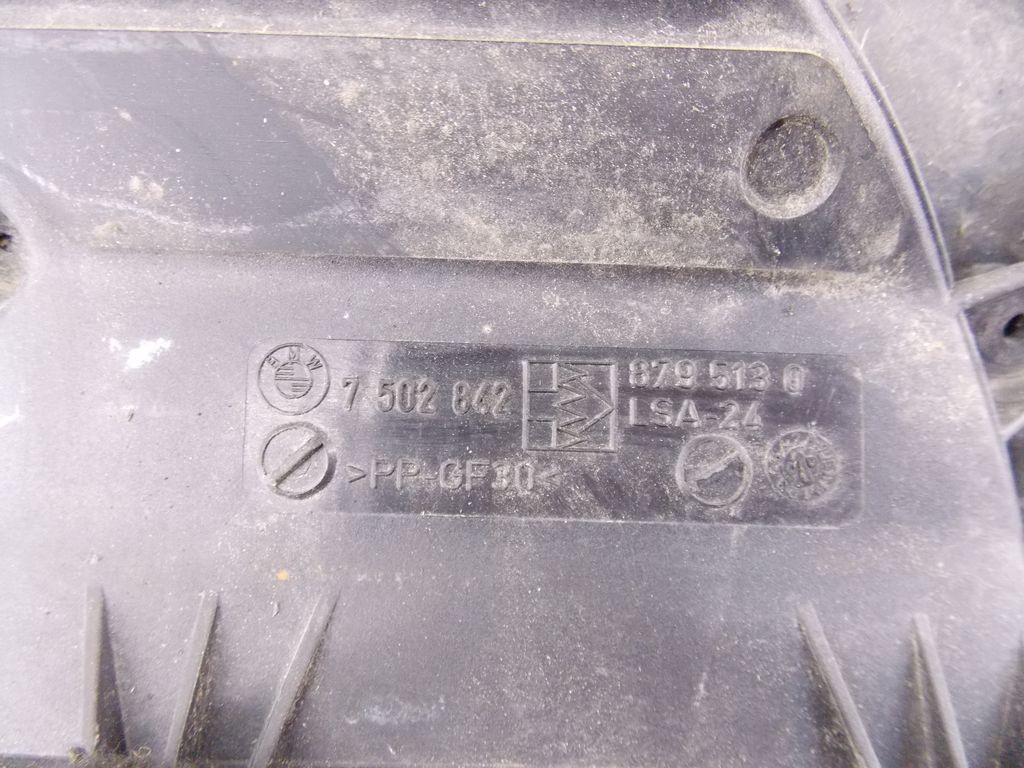 BMW
7 502 842
879 513 0
LSA-24
>PP-GF30<